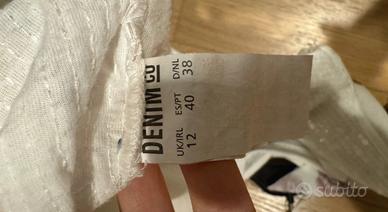 DENIM CO
UK/IRL ES/PT D/NL
12 40 38
subito